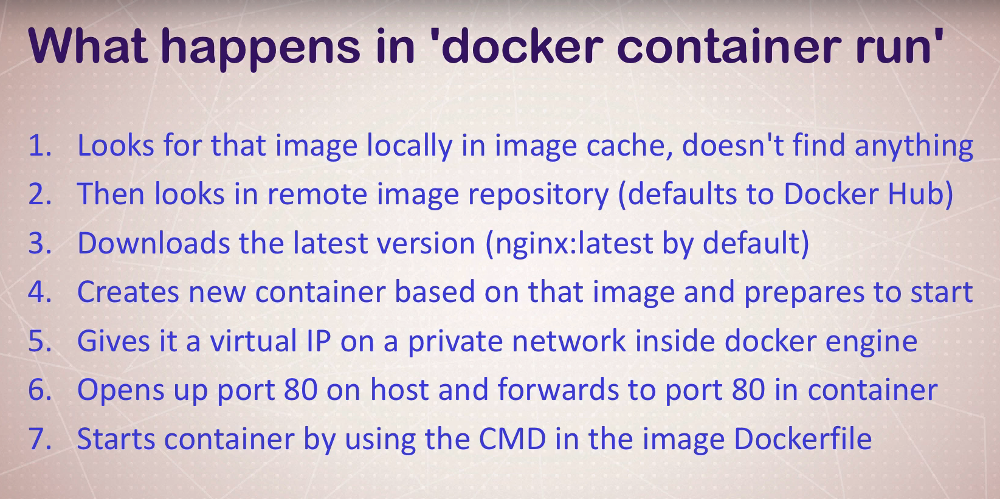 What happens in 'docker container run'
1. Looks for that image locally in image cache, doesn't find anything
2. Then looks in remote image repository (defaults to Docker Hub)
3. Downloads the latest version (nginx:latest by default)
4. Creates new container based on that image and prepares to start
5. Gives it a virtual IP on a private network inside docker engine
6. Opens up port 80 on host and forwards to port 80 in container
7. Starts container by using the CMD in the image Dockerfile